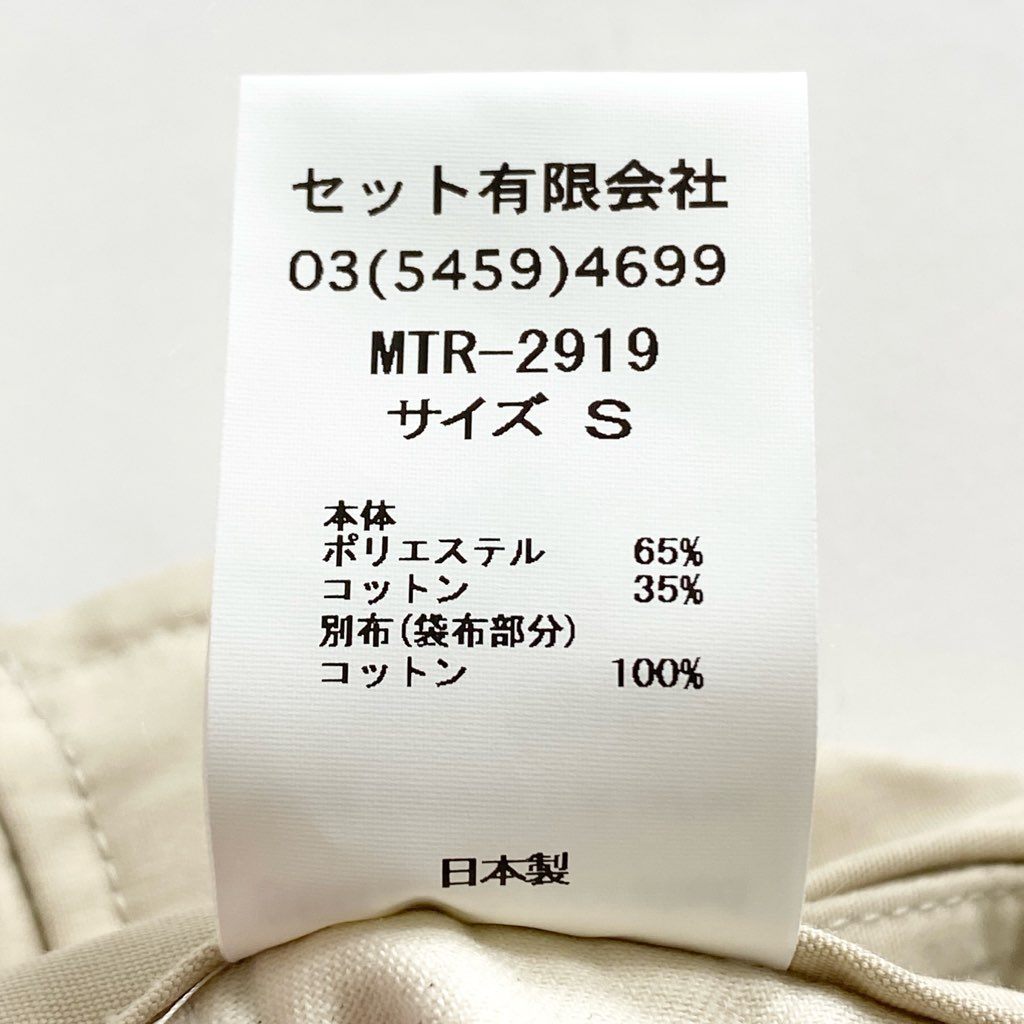 セット有限会社
03(5459)4699
MTR-2919
サイズ S
本体
ポリエステル 65%
コットン 35%
別布(袋布部分)
コットン 100%
日本製